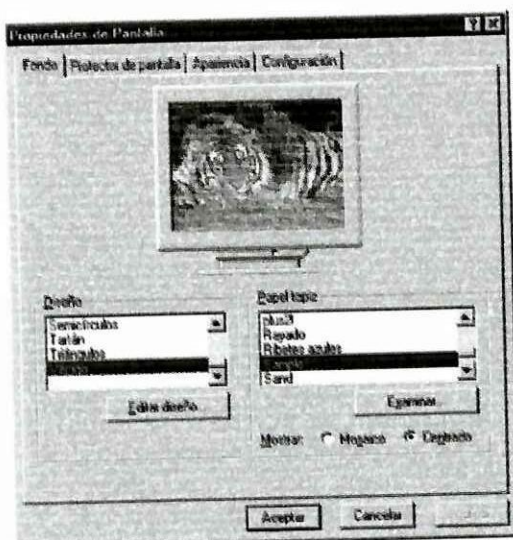 Propiedades de Pantalla
Fondo Protector de pantalla Apariencia Configuración
Diseño
Semicírculos
Tartán
Triángulos
Editar diseño
Papel tapiz
plus3!
Rayado
Ribetes azules
Sand
Examinar
Mostrar: Mosaico Centrado
Aceptar Cancelar